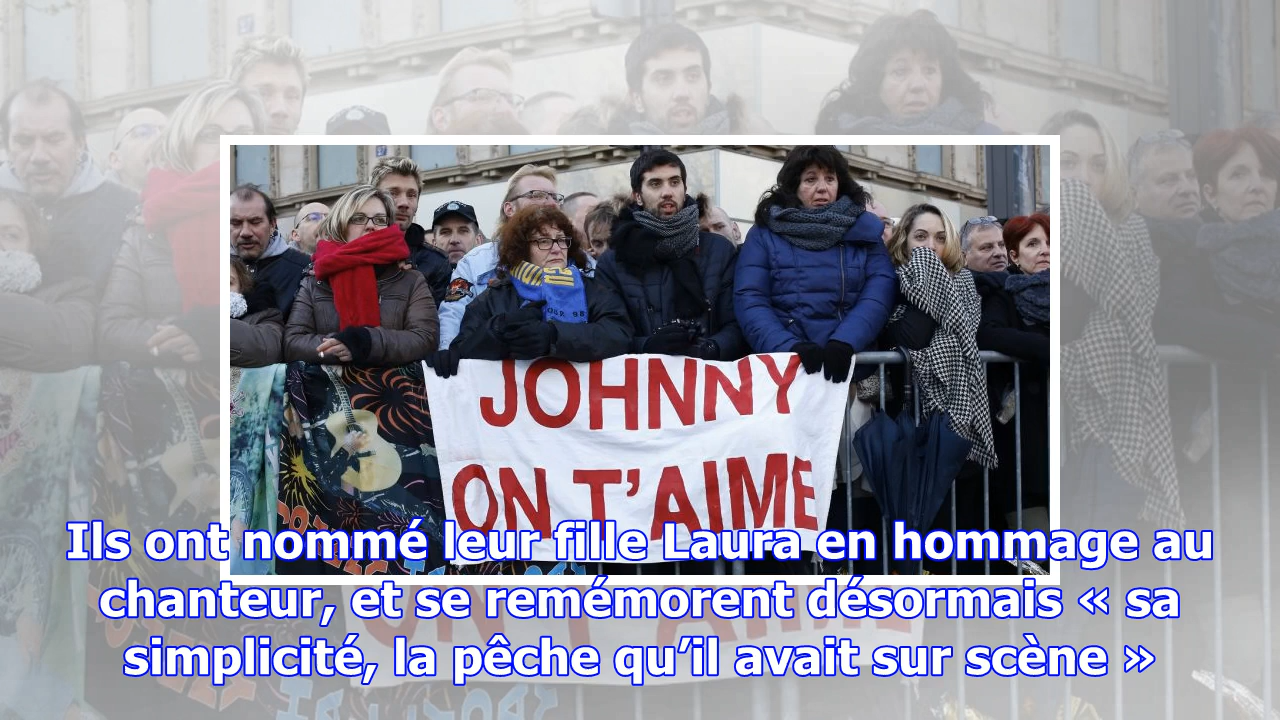 JOHNNY
ON T'AIME
Ils ont nommé leur fille Laura en hommage au
chanteur, et se remémorent désormais « sa
simplicité, la pêche qu'il avait sur scène »